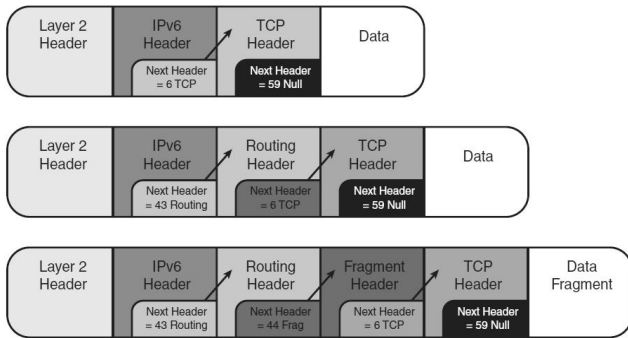 Layer 2
Header
IPv6
Header
Next Header
= 6 TCP
TCP
Header
Next Header
= 59 Null
Data
Layer 2
Header
IPv6
Header
Next Header
= 43 Routing
Routing
Header
Next Header
= 6 TCP
TCP
Header
Next Header
= 59 Null
Data
Layer 2
Header
IPv6
Header
Next Header
= 43 Routing
Routing
Header
Next Header
= 44 Frag
Fragment
Header
Next Header
= 6 TCP
TCP
Header
Next Header
= 59 Null
Data
Fragment